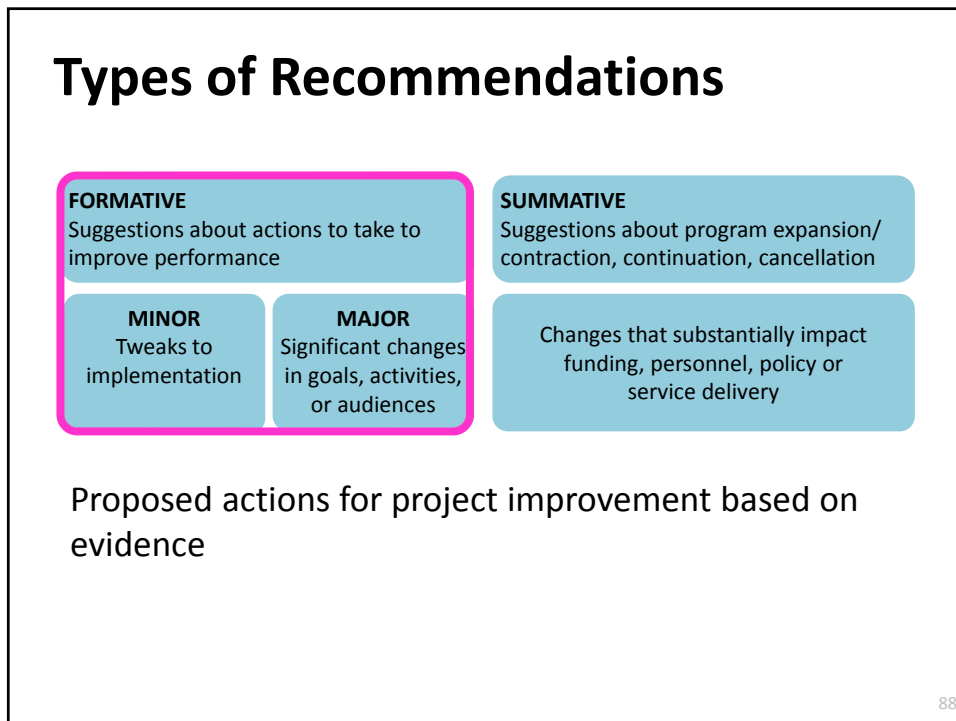 Types of Recommendations
FORMATIVE
Suggestions about actions to take to
improve performance
SUMMATIVE
Suggestions about program expansion/
contraction, continuation, cancellation
MINOR
Tweaks to
implementation
MAJOR
Significant changes
in goals, activities,
or audiences
Changes that substantially impact
funding, personnel, policy or
service delivery
Proposed actions for project improvement based on
evidence
88